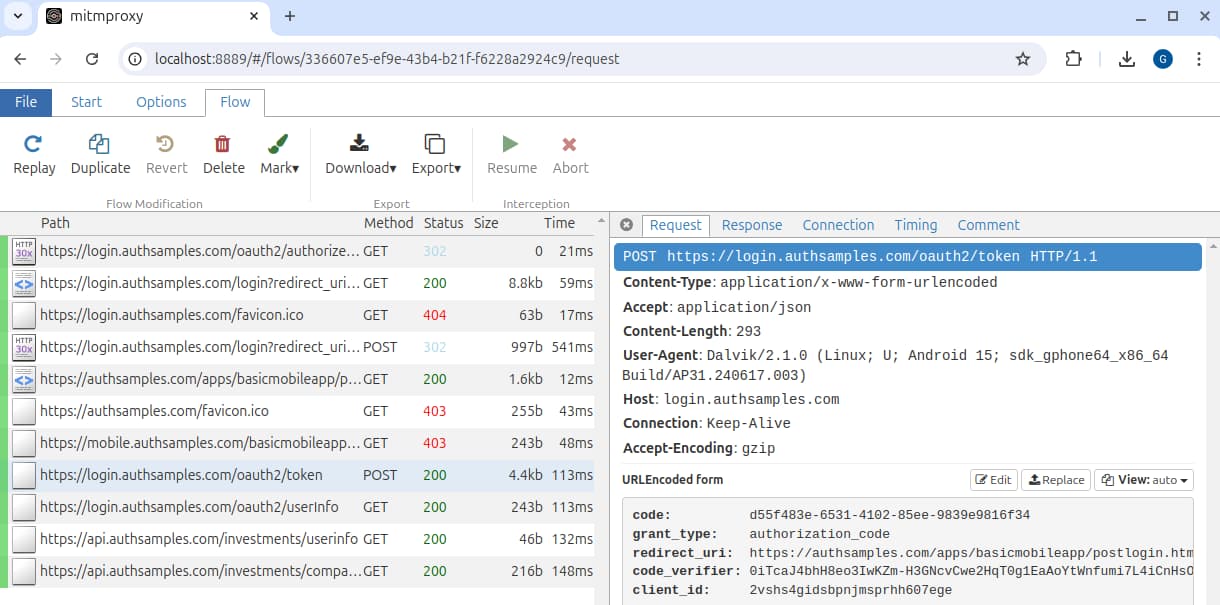 mitmproxy
localhost:8889/#/flows/336607e5-ef9e-43b4-b21f-f6228a2924c9/request
G
File Start Options Flow
Replay Duplicate Revert Delete Mark▾ Download▾ Export▾ Resume Abort
Flow Modification Export Interception
Path Method Status Size Time
HTTP 30x https://login.authsamples.com/oauth2/authorize... GET 302 0 21ms
https://login.authsamples.com/login?redirect_uri... GET 200 8.8kb 59ms
https://login.authsamples.com/favicon.ico GET 404 63b 17ms
HTTP 30x https://login.authsamples.com/login?redirect_uri... POST 302 997b 541ms
https://authsamples.com/apps/basicmobileapp/p... GET 200 1.6kb 12ms
https://authsamples.com/favicon.ico GET 403 255b 43ms
https://mobile.authsamples.com/basicmobileapp... GET 403 243b 48ms
https://login.authsamples.com/oauth2/token POST 200 4.4kb 113ms
https://login.authsamples.com/oauth2/userInfo GET 200 243b 113ms
https://api.authsamples.com/investments/userinfo GET 200 46b 132ms
https://api.authsamples.com/investments/compa... GET 200 216b 148ms
Request Response Connection Timing Comment
POST https://login.authsamples.com/oauth2/token HTTP/1.1
Content-Type: application/x-www-form-urlencoded
Accept: application/json
Content-Length: 293
User-Agent: Dalvik/2.1.0 (Linux; U; Android 15; sdk_gphone64_x86_64
Build/AP31.240617.003)
Host: login.authsamples.com
Connection: Keep-Alive
Accept-Encoding: gzip
URLEncoded form Edit Replace View: auto ▾
code: d55f483e-6531-4102-85ee-9839e9816f34
grant_type: authorization_code
redirect_uri: https://authsamples.com/apps/basicmobileapp/postlogin.htm
code_verifier: 0iTcaJ4bhH8eo3IwKZm-H3GNcvCwe2HqT0g1EaAoYtWnfumi7L4iCnHsO
client_id: 2vshs4gidsbpnjmsprhh607ege